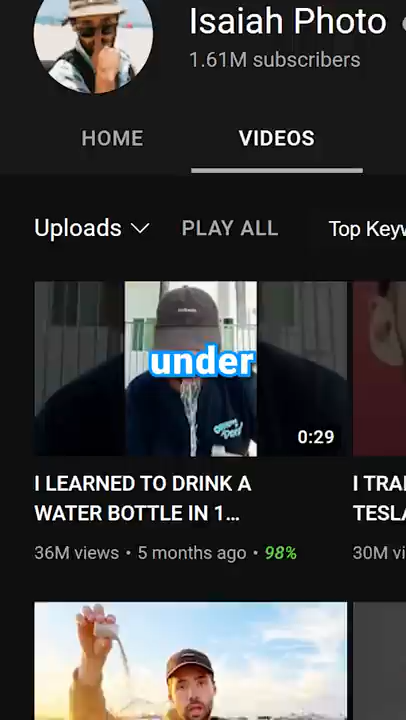 Isaiah Photo
1.61M subscribers
HOME VIDEOS
Uploads PLAY ALL Top Keyw
under
0:29
I LEARNED TO DRINK A
WATER BOTTLE IN 1…
36M views • 5 months ago • 98%
I TRAI
TESLA
30M vi